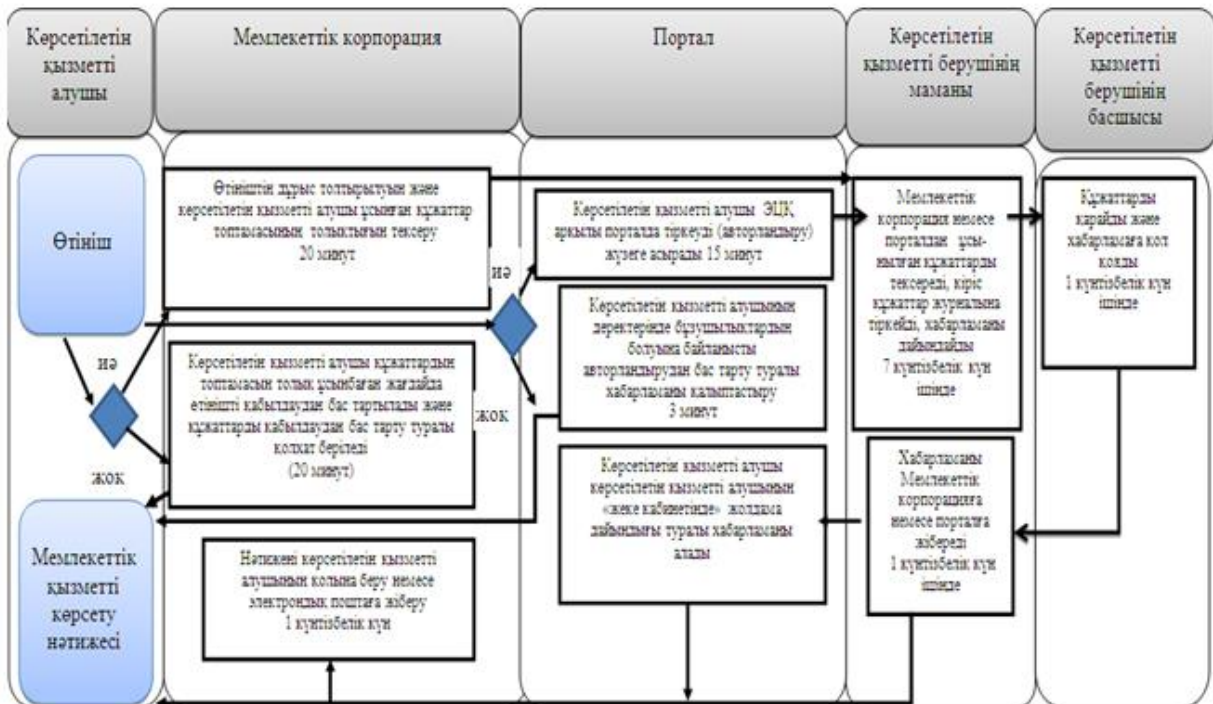 Көрсетілетін
қызметті
алушы
Мемлекеттік корпорация
Портал
Көрсетілетін
қызметті берушінің
маманы
Көрсетілетін
қызметті
берушінің
басшысы
Өтініш
иә
жоқ
Мемлекеттік
қызметті
көрсету
нәтижесі
Өтініштің дұрыс толтырылуын және
көрсетілетін қызметті алушы ұсынған құжаттар
топтамасының толықтығын тексеру
20 минут
Көрсетілетін қызметті алушы құжаттардың
топтамасын толық ұсынбаған жағдайда
өтінішті қабылдаудан бас тартылады және
құжаттарды қабылдаудан бас тарту туралы
қолхат беріледі
(20 минут)
Нәтижені көрсетілетін қызметті
алушының қолына беру немесе
электрондық поштаға жіберу
1 күнтізбелік күн
иә
жоқ
Көрсетілетін қызметті алушы ЭЦҚ
арқылы порталда тіркеуді (авторландыру)
жүзеге асырады 15 минут
Көрсетілетін қызметті алушының
деректерінде бұзушылықтардың
болуына байланысты
авторландырудан бас тарту туралы
хабарламаны қалыптастыру
3 минут
Көрсетілетін қызметті алушы
көрсетілетін қызметті алушының
«жеке кабинетінде» жолдама
дайындығы туралы хабарламаны
алады
Мемлекеттік
корпорация немесе
порталдан ұсы-
нылған құжаттарды
тексереді, кіріс
құжаттар журналына
тіркейді, хабарламаны
дайындайды
7 күнтізбелік күн
ішінде
Хабарламаны
Мемлекеттік
корпорацияға
немесе порталға
жібереді
1 күнтізбелік күн
ішінде
Құжаттарды
қарайды және
хабарламаға қол
қояды
1 күнтізбелік күн
ішінде